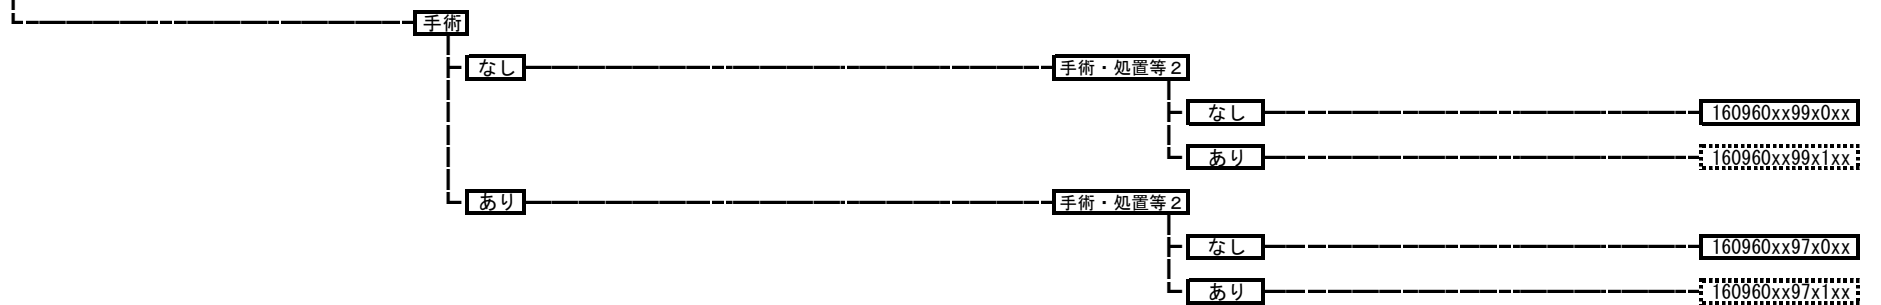 手術
なし 手術・処置等２
なし 160960xx99x0xx
あり 160960xx99x1xx
あり 手術・処置等２
なし 160960xx97x0xx
あり 160960xx97x1xx